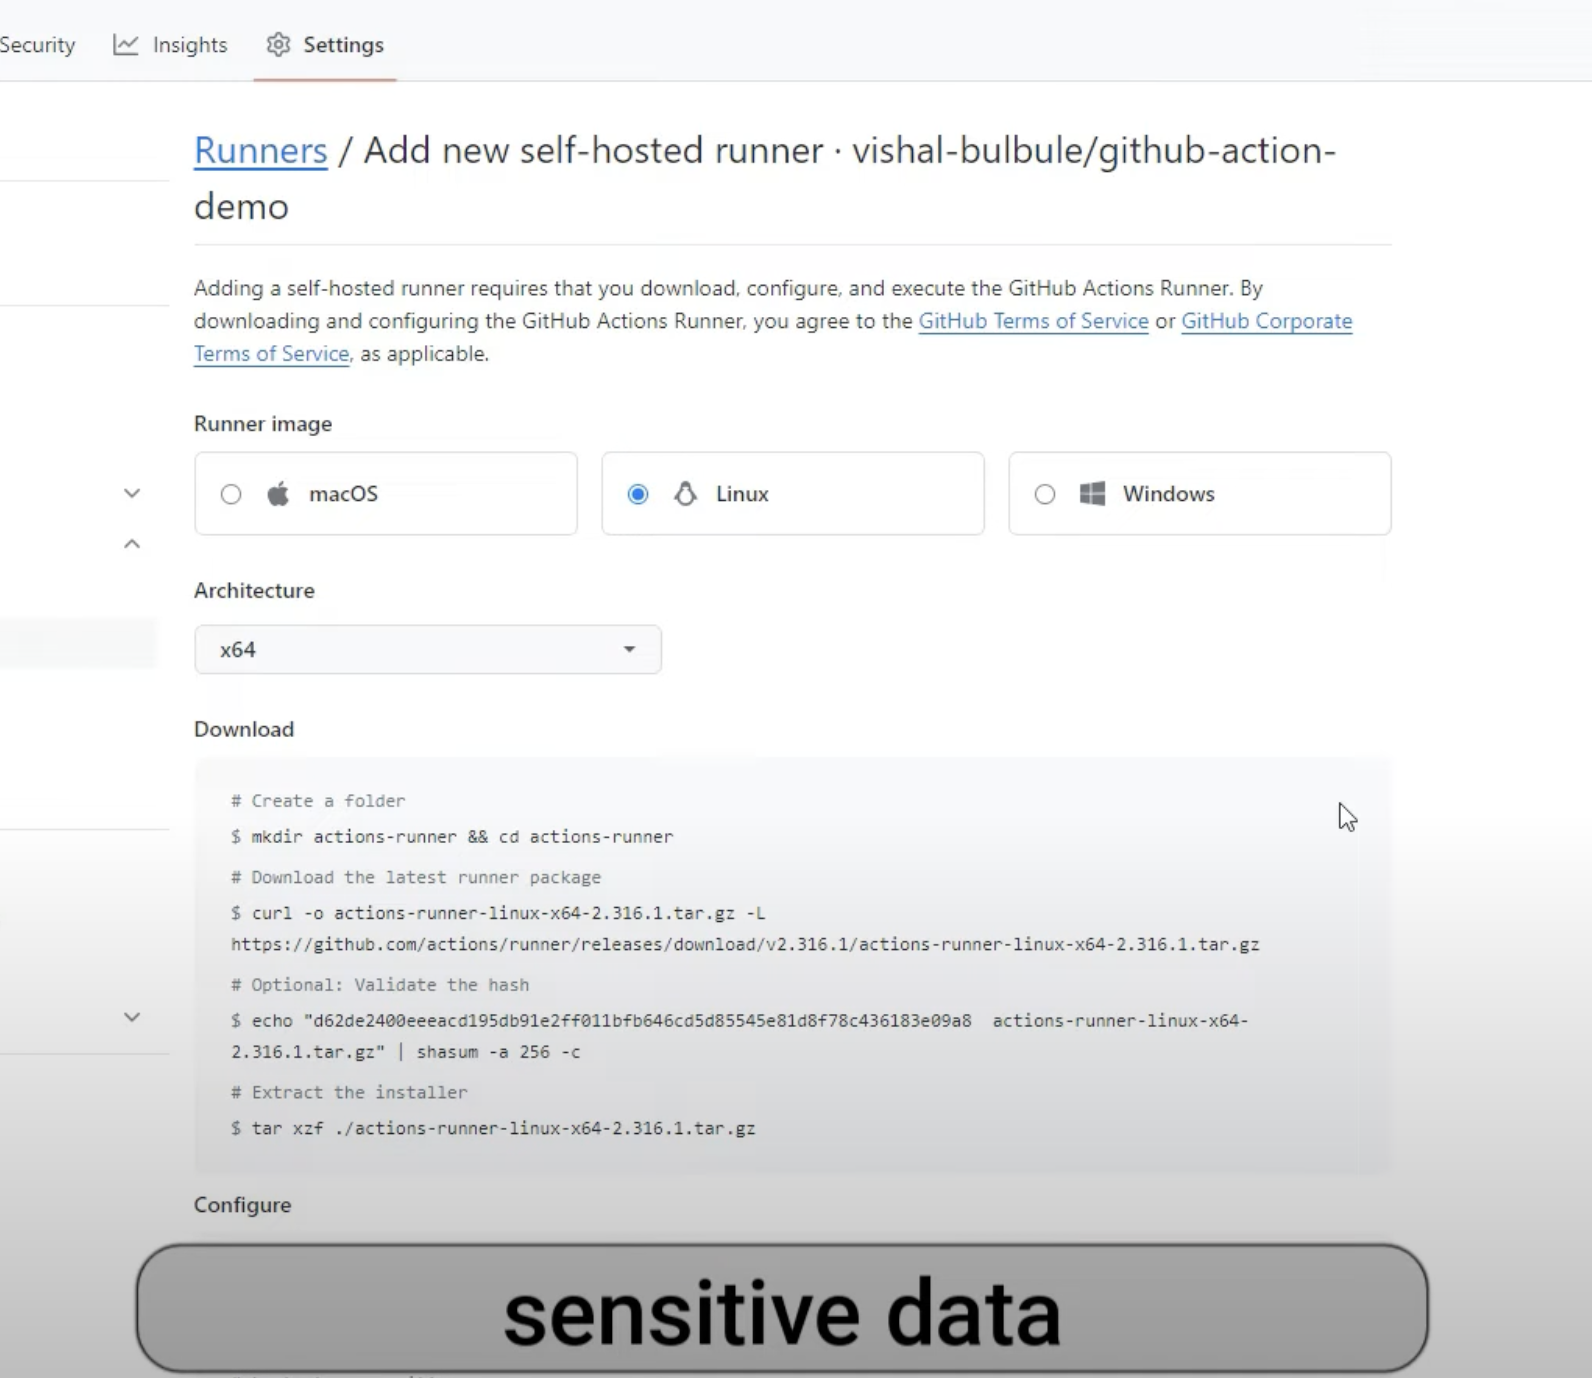 Security Insights Settings
Runners / Add new self-hosted runner · vishal-bulbule/github-action-
demo
Adding a self-hosted runner requires that you download, configure, and execute the GitHub Actions Runner. By
downloading and configuring the GitHub Actions Runner, you agree to the GitHub Terms of Service or GitHub Corporate
Terms of Service, as applicable.
Runner image
macOS Linux Windows
Architecture
x64
Download
# Create a folder
$ mkdir actions-runner && cd actions-runner
# Download the latest runner package
$ curl -o actions-runner-linux-x64-2.316.1.tar.gz -L
https://github.com/actions/runner/releases/download/v2.316.1/actions-runner-linux-x64-2.316.1.tar.gz
# Optional: Validate the hash
$ echo "d62de2400eeeacd195db91e2ff011bfb646cd5d85545e81d8f78c436183e09a8  actions-runner-linux-x64-
2.316.1.tar.gz" | shasum -a 256 -c
# Extract the installer
$ tar xzf ./actions-runner-linux-x64-2.316.1.tar.gz
Configure
sensitive data